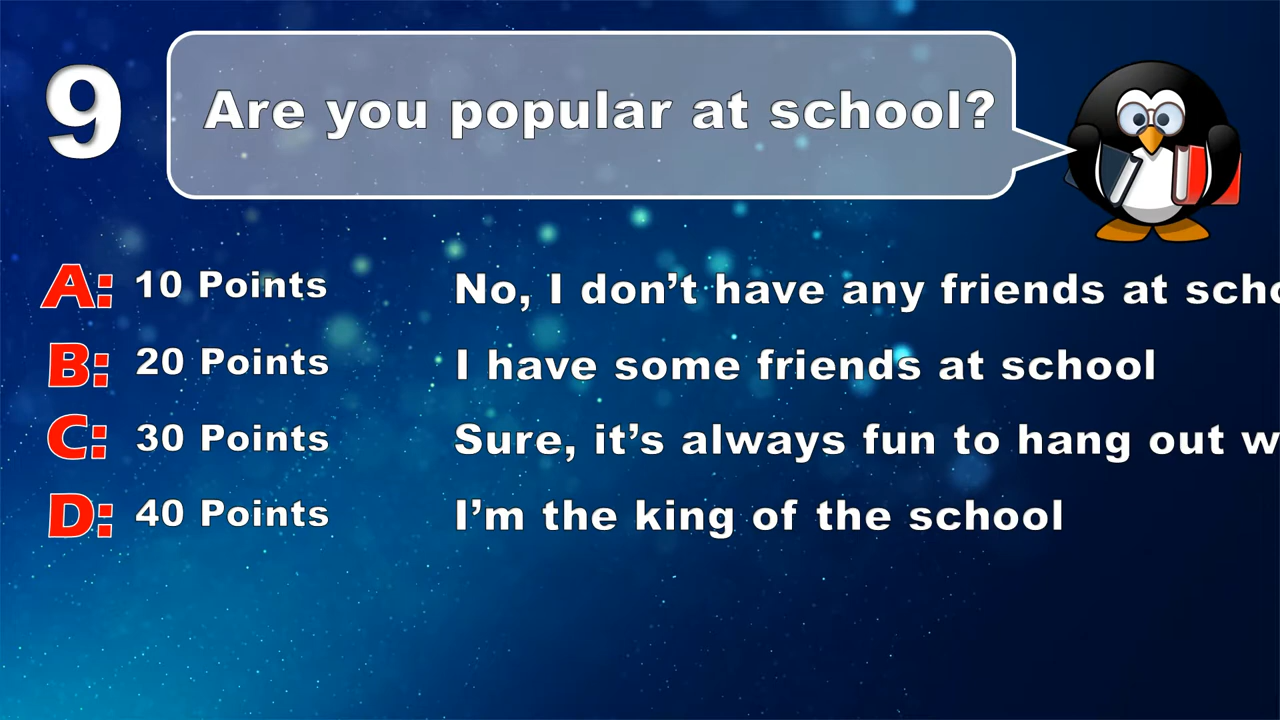 9
Are you popular at school?
A: 10 Points No, I don’t have any friends at
B: 20 Points I have some friends at school
C: 30 Points Sure, it’s always fun to hang out
D: 40 Points I’m the king of the school